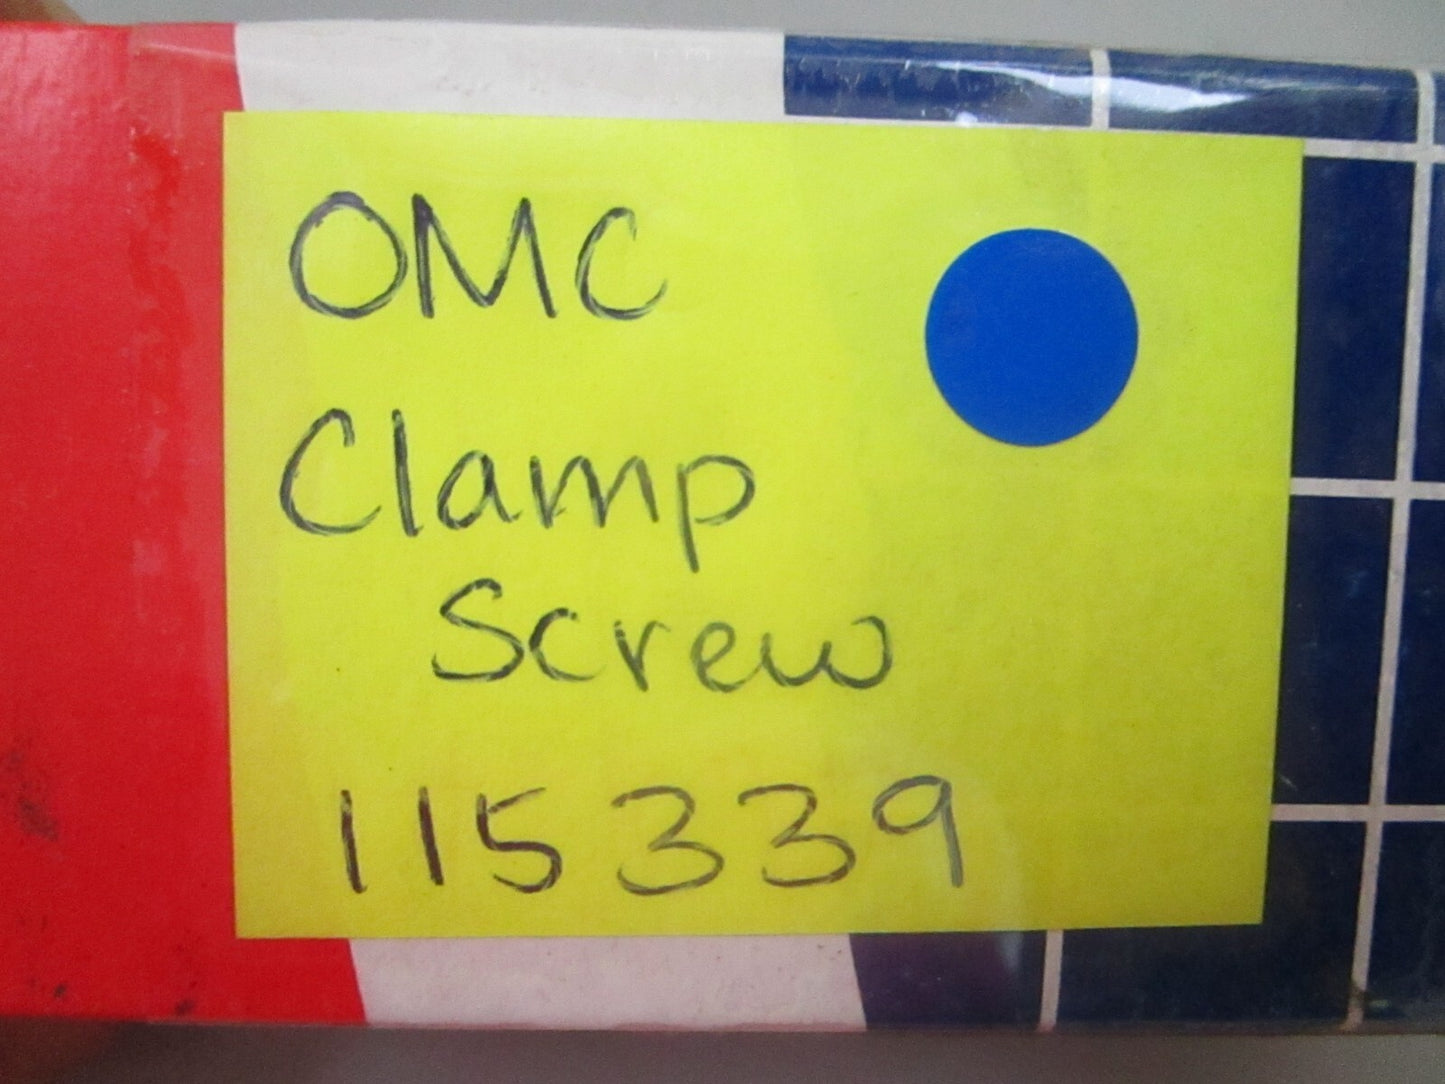 OMC
Clamp
Screw
115339